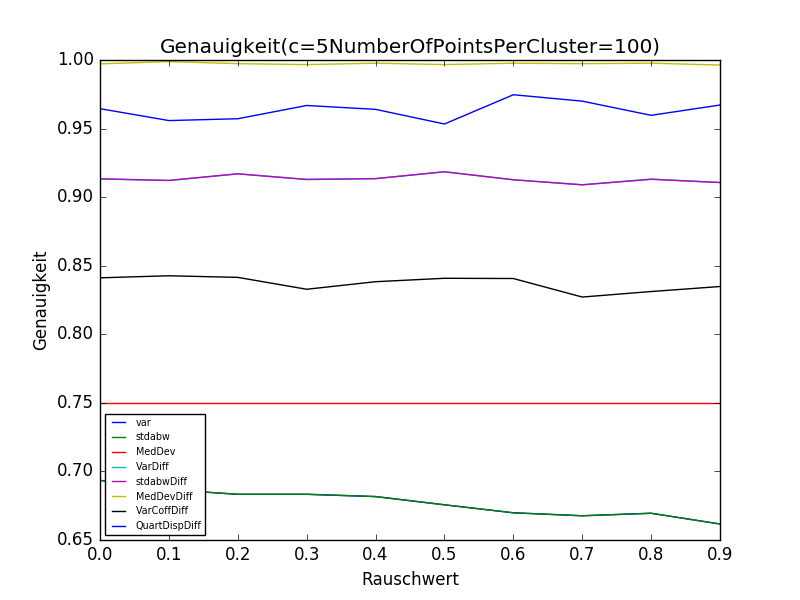 Genauigkeit(c=5NumberOfPointsPerCluster=100)
1.00
0.95
0.90
0.85
0.80
0.75
0.70
0.65
Genauigkeit
var
stdabw
MedDev
VarDiff
stdabwDiff
MedDevDiff
VarCoffDiff
QuartDispDiff
0.0 0.1 0.2 0.3 0.4 0.5 0.6 0.7 0.8 0.9
Rauschwert